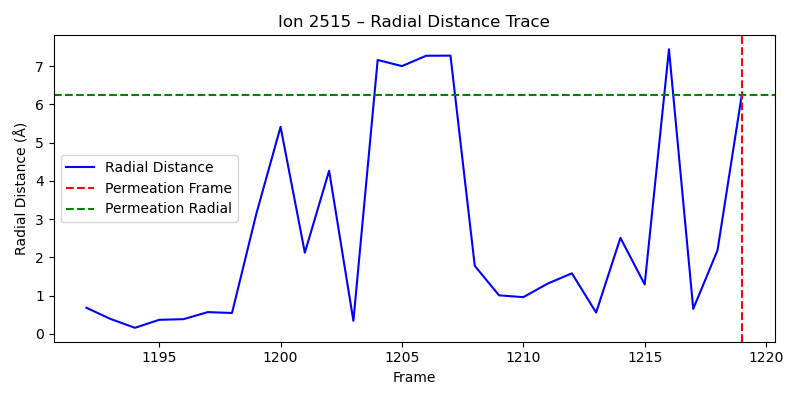 Ion 2515 – Radial Distance Trace
Radial Distance (Å)
7
6
5
4
3
2
1
0
Radial Distance
Permeation Frame
Permeation Radial
1195
1200
1205
1210
1215
1220
Frame